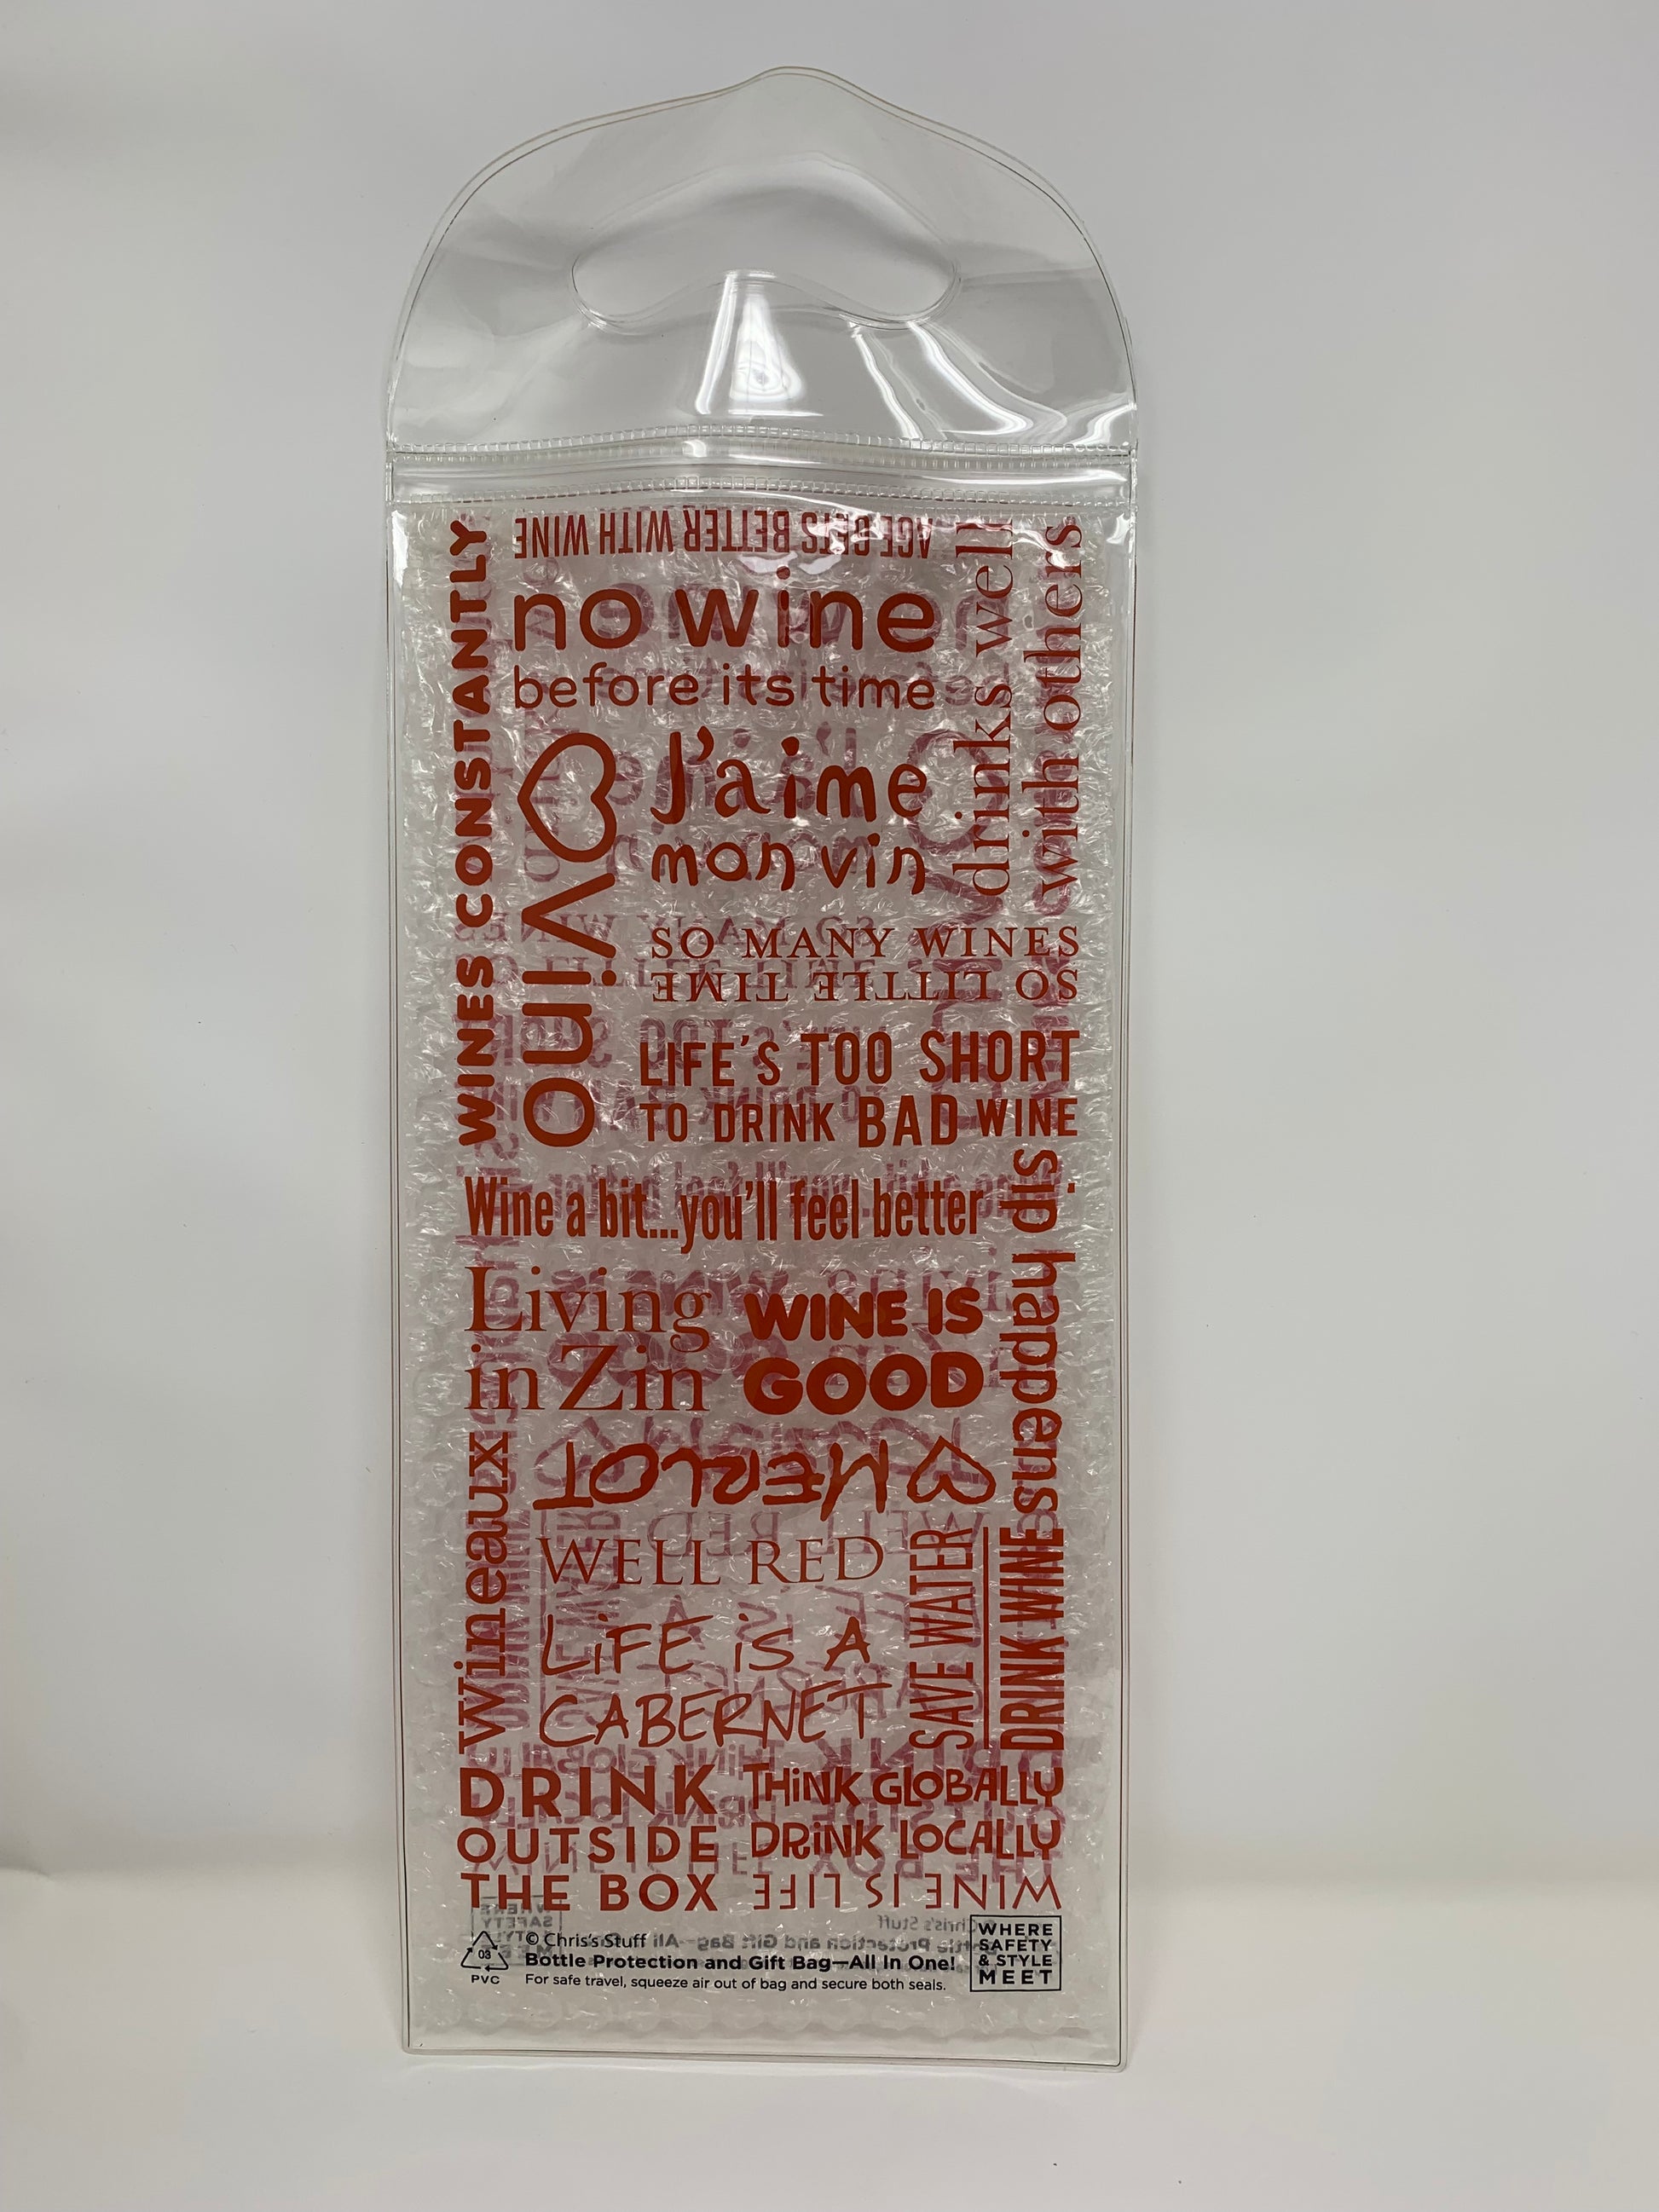 AGE GETS BETTER WITH WINE
WINES CONSTANTLY
no wine
before its time
drinks well
with others
vino
J'aime
mon vin
SO MANY WINES
SO LITTLE TIME
LIFE'S TOO SHORT
TO DRINK BAD WINE
Wine a bit...you'll feel better
sip happens
Living
in Zin
WINE IS
GOOD
MERLOT
wineaux
WELL RED
LiFE iS A
CABERNET
SAVE WATER
DRINK WINE
DRINK
OUTSIDE
THE BOX
THiNK GLOBALLY
DRiNK LOCALLY
WINE IS LIFE
03
PVC
© Chris's Stuff
Bottle Protection and Gift Bag—All In One!
For safe travel, squeeze air out of bag and secure both seals.
WHERE
SAFETY
& STYLE
MEET